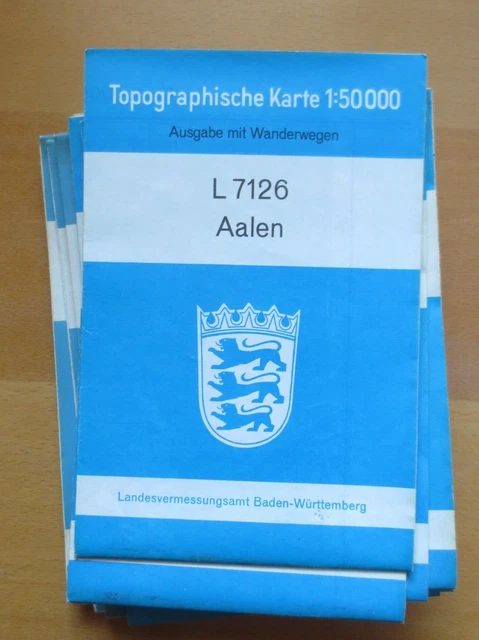 Topographische Karte 1:50000
Ausgabe mit Wanderwegen
L 7126
Aalen
Landesvermessungsamt Baden-Württemberg